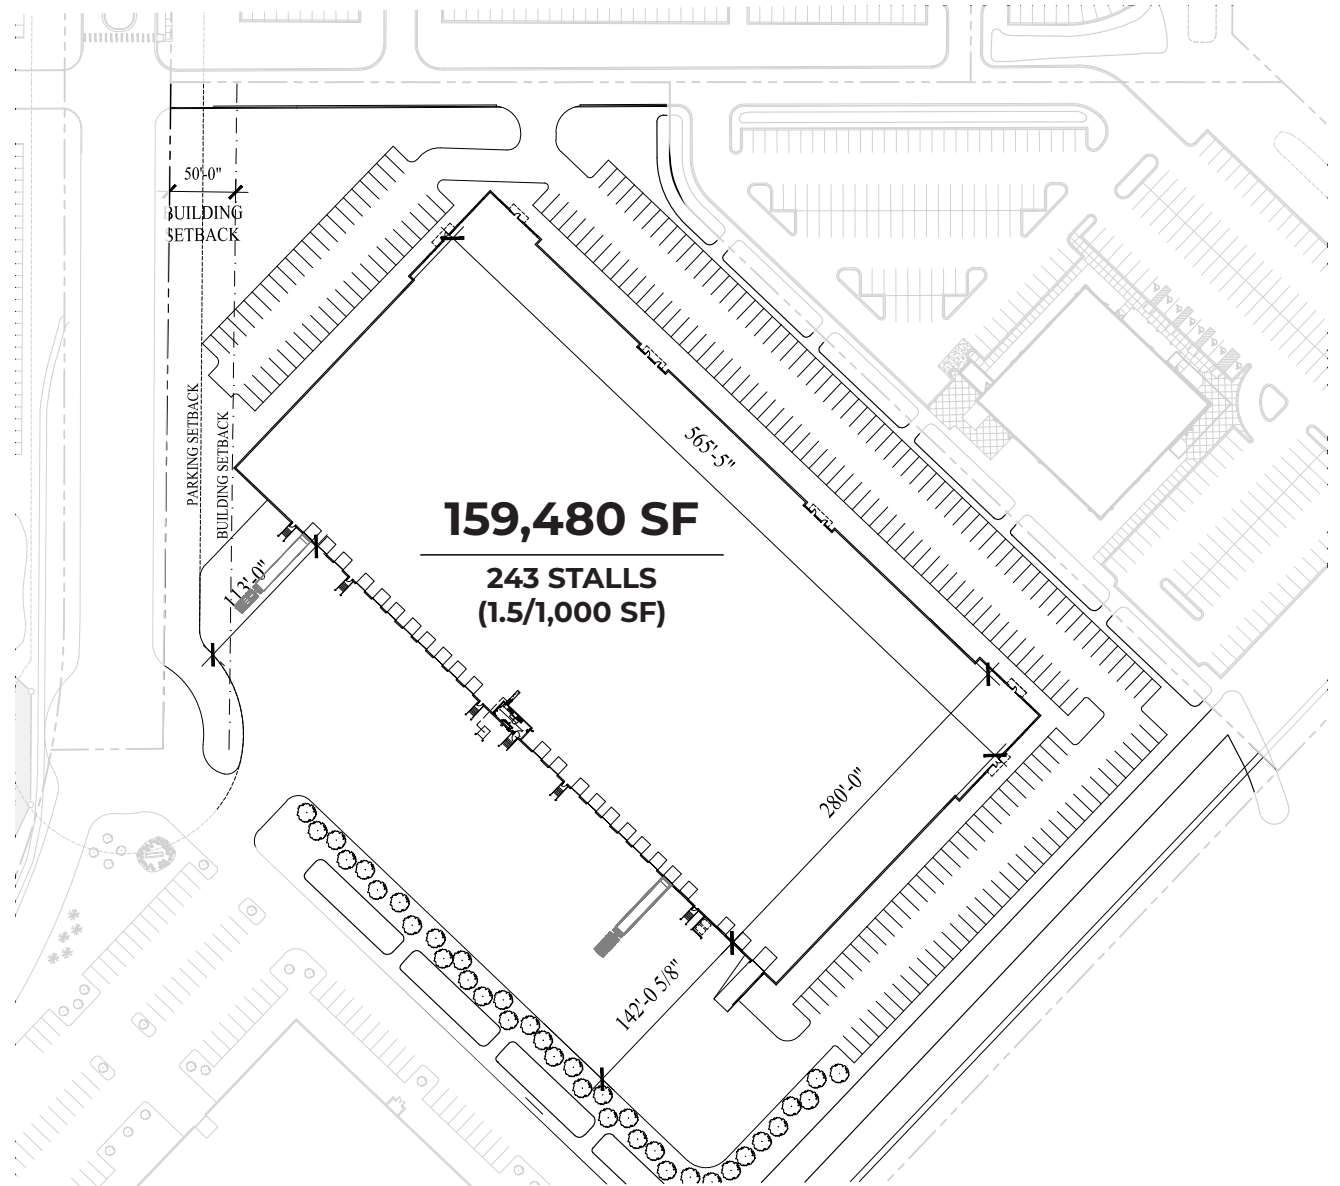 50'-0"
BUILDING
SETBACK
PARKING SETBACK
BUILDING SETBACK
565'-5"
159,480 SF
243 STALLS
(1.5/1,000 SF)
113'-0"
280'-0"
142'-0 5/8"